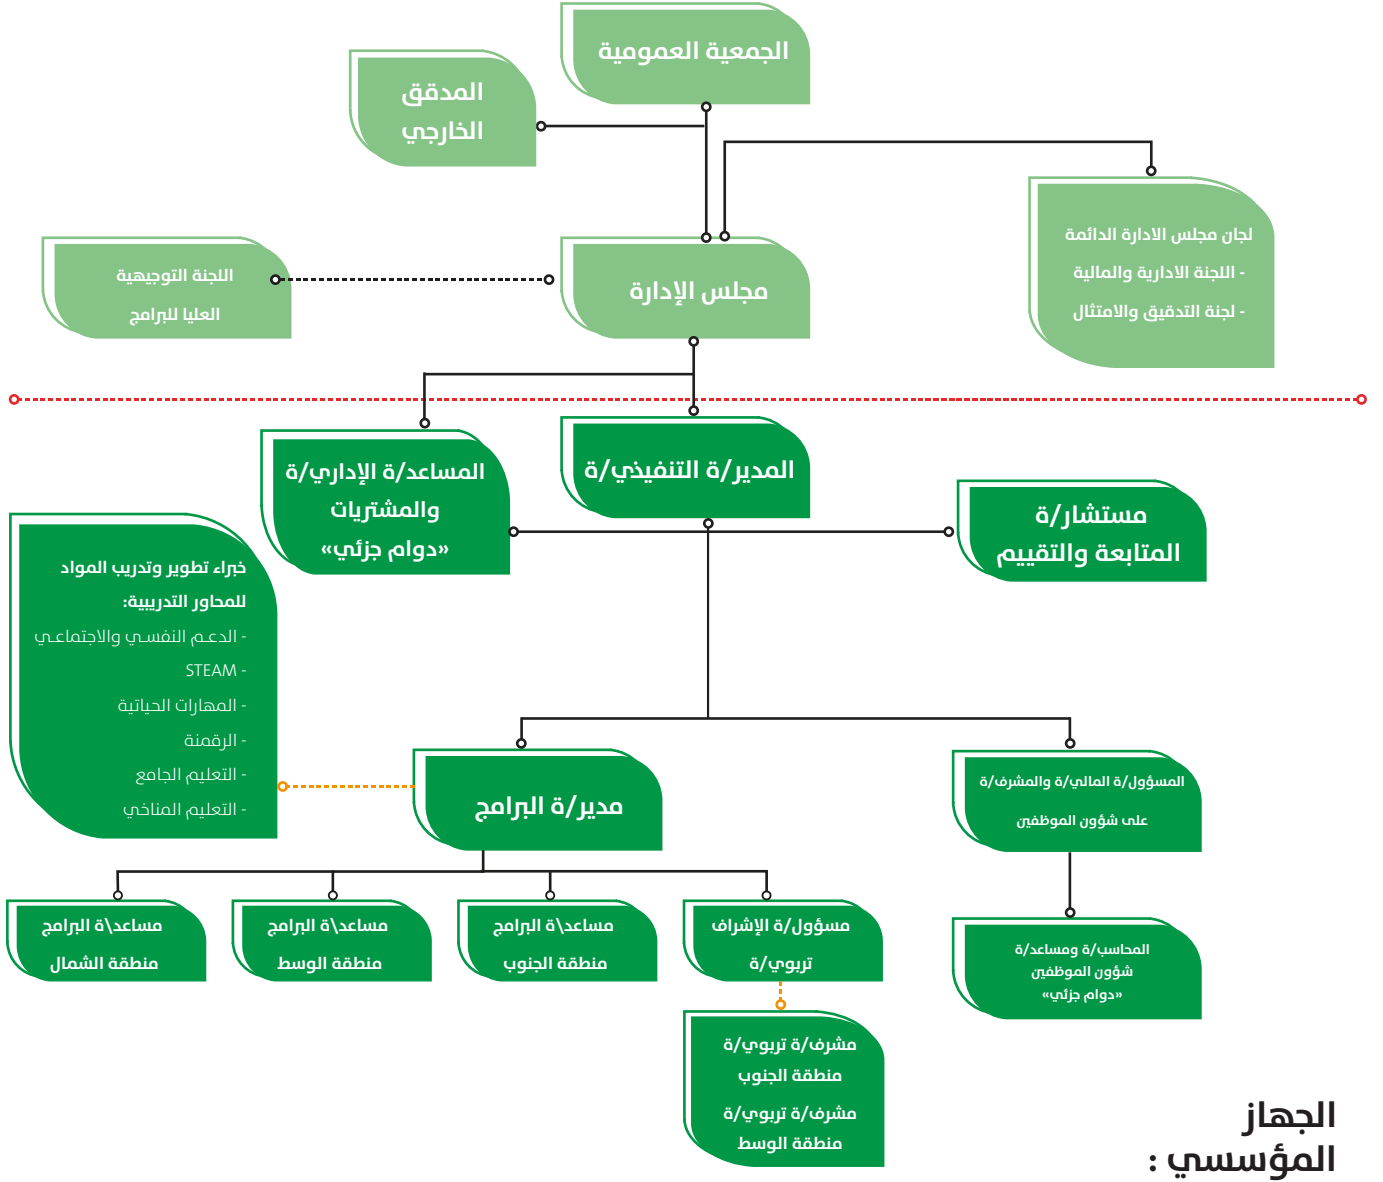 الجمعية العمومية
المدقق
الخارجي
لجان مجلس الادارة الدائمة
- اللجنة الادارية والمالية
- لجنة التدقيق والامتثال
مجلس الإدارة
اللجنة التوجيهية
العليا للبرامج
المدير/ة التنفيذي/ة
المساعد/ة الإداري/ة
والمشتريات
«دوام جزئي»
مستشار/ة
المتابعة والتقييم
خبراء تطوير وتدريب المواد
للمحاور التدريبية:
- الدعم النفسي والاجتماعي
- STEAM
- المهارات الحياتية
- الرقمنة
- التعليم الجامع
- التعليم المناخي
مدير/ة البرامج
المسؤول/ة المالي/ة والمشرف/ة
على شؤون الموظفين
مسؤول/ة الإشراف
تربوي/ة
مساعد\ة البرامج
منطقة الجنوب
مساعد\ة البرامج
منطقة الوسط
مساعد\ة البرامج
منطقة الشمال
المحاسب/ة ومساعد/ة
شؤون الموظفين
«دوام جزئي»
مشرف/ة تربوي/ة
منطقة الجنوب
مشرف/ة تربوي/ة
منطقة الوسط
الجهاز
المؤسسي :